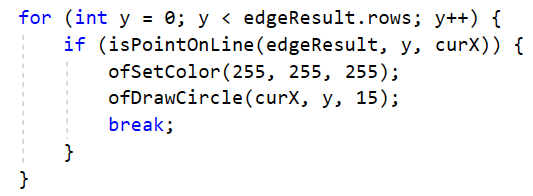 for (int y = 0; y < edgeResult.rows; y++) {
    if (isPointOnLine(edgeResult, y, curX)) {
        ofSetColor(255, 255, 255);
        ofDrawCircle(curX, y, 15);
        break;
    }
}